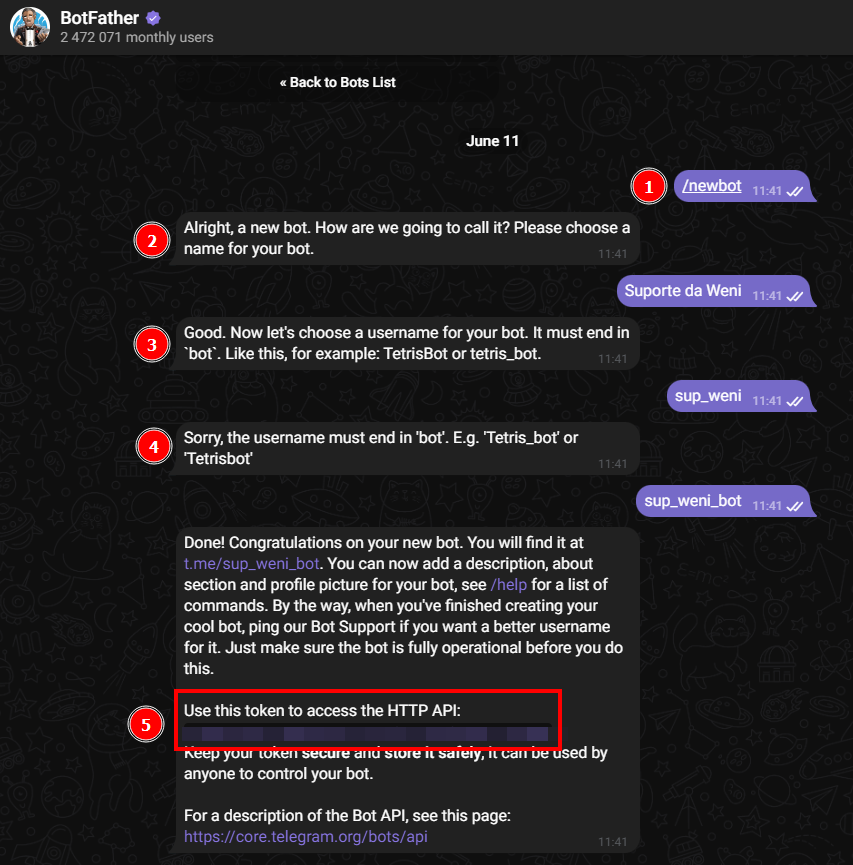 BotFather
2 472 071 monthly users
« Back to Bots List
June 11
1
/newbot 11:41
2
Alright, a new bot. How are we going to call it? Please choose a
name for your bot.
11:41
Suporte da Weni 11:41
3
Good. Now let's choose a username for your bot. It must end in
`bot`. Like this, for example: TetrisBot or tetris_bot.
11:41
sup_weni 11:41
4
Sorry, the username must end in 'bot'. E.g. 'Tetris_bot' or
'Tetrisbot'
11:41
sup_weni_bot 11:41
Done! Congratulations on your new bot. You will find it at
t.me/sup_weni_bot. You can now add a description, about
section and profile picture for your bot, see /help for a list of
commands. By the way, when you've finished creating your
cool bot, ping our Bot Support if you want a better username
for it. Just make sure the bot is fully operational before you do
this.
5
Use this token to access the HTTP API:
Keep your token secure and store it safely, it can be used by
anyone to control your bot.
For a description of the Bot API, see this page:
https://core.telegram.org/bots/api
11:41